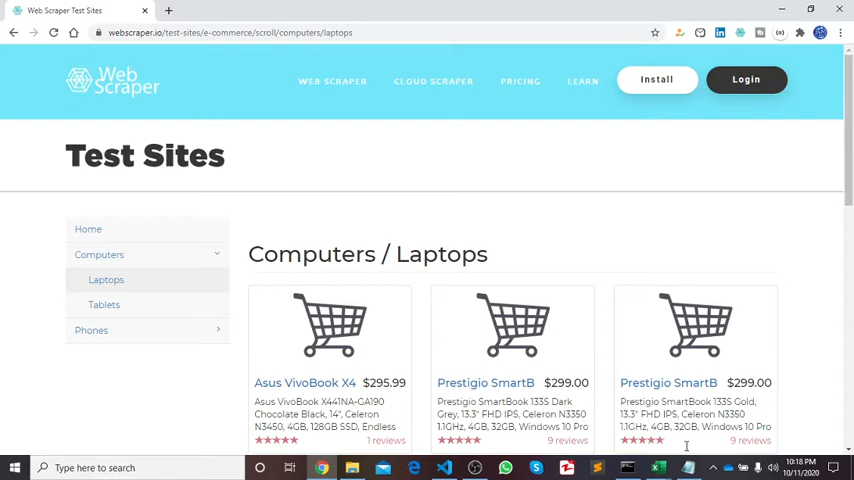 Web Scraper Test Sites
webscraper.io/test-sites/e-commerce/scroll/computers/laptops
Web
Scraper
WEB SCRAPER
CLOUD SCRAPER
PRICING
LEARN
Install
Login
Test Sites
Home
Computers
Laptops
Tablets
Phones
Computers / Laptops
Asus VivoBook X4 $295.99
Asus VivoBook X441NA-GA190
Chocolate Black, 14", Celeron
N3450, 4GB, 128GB SSD, Endless
1 reviews
Prestigio SmartB $299.00
Prestigio SmartBook 133S Dark
Grey, 13.3" FHD IPS, Celeron N3350
1.1GHz, 4GB, 32GB, Windows 10 Pro
9 reviews
Prestigio SmartB $299.00
Prestigio SmartBook 133S Gold,
13.3" FHD IPS, Celeron N3350
1.1GHz, 4GB, 32GB, Windows 10 Pro
9 reviews
Type here to search
10:18 PM
10/11/2020